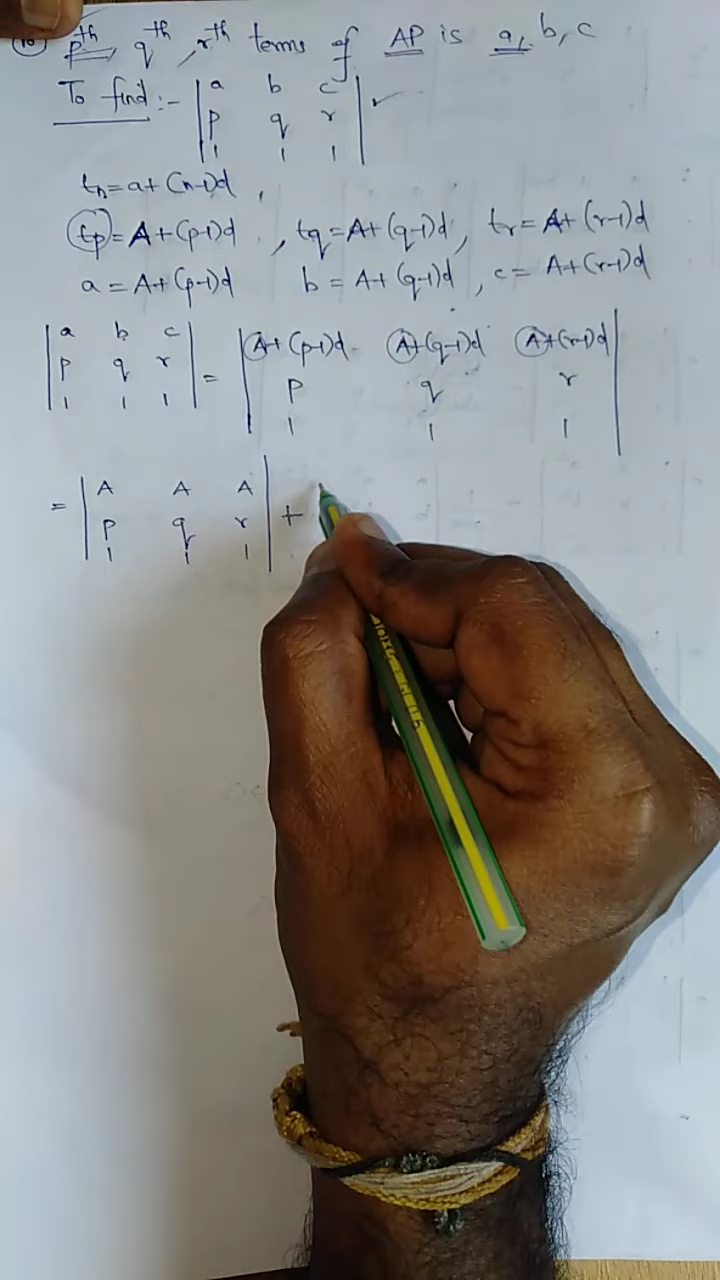 (10) pth, qth, rth terms of AP is a, b, c
To find :- | a b c |
| p q r |
| 1 1 1 | ✓
tn = a + (n-1)d ,
tp = A + (p-1)d , tq = A + (q-1)d , tr = A + (r-1)d
a = A + (p-1)d b = A + (q-1)d , c = A + (r-1)d
| a b c | | A + (p-1)d A + (q-1)d A + (r-1)d |
| p q r | = | p q r |
| 1 1 1 | | 1 1 1 |
| A A A |
= | p q r | +
| 1 1 1 |